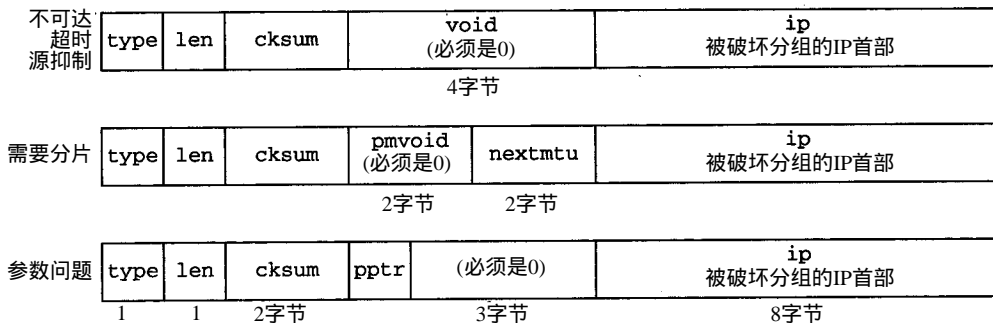 不可达
超时
源抑制
type len cksum void ip
(必须是0) 被破坏分组的IP首部
4字节
需要分片 type len cksum pmvoid nextmtu ip
(必须是0) 被破坏分组的IP首部
2字节 2字节
参数问题 type len cksum pptr (必须是0) ip
被破坏分组的IP首部
1 1 2字节 3字节 8字节